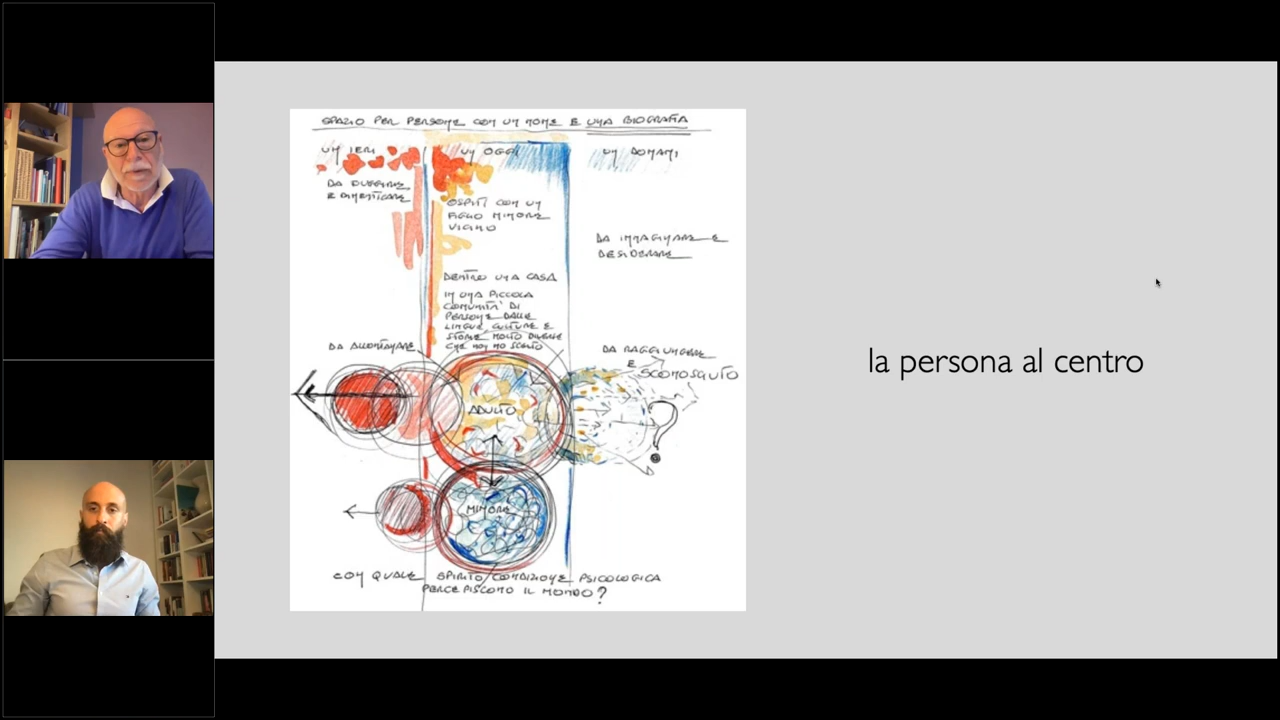 SPAZIO PER PERSONE CON UN NOME E UNA BIOGRAFIA
UN IERI
UN OGGI
UN DOMANI
DA FUGGIRE
E DIMENTICARE
OSPITI CON UN
FIGLIO MINORE
VICINO
DA IMMAGINARE E
DESIDERARE
DENTRO UNA CASA
IN UNA PICCOLA
COMUNITÀ DI
PERSONE DALLE
LINGUE, CULTURE E
STORIE MOLTO DIVERSE
CHE NON HO SCELTO
DA ALLONTANARE
DA RAGGIUNGERE
E
SCONOSCIUTO
ADULTO
?
MINORE
CON QUALE SPIRITO/CONDIZIONE PSICOLOGICA
PERCEPISCONO IL MONDO?
la persona al centro